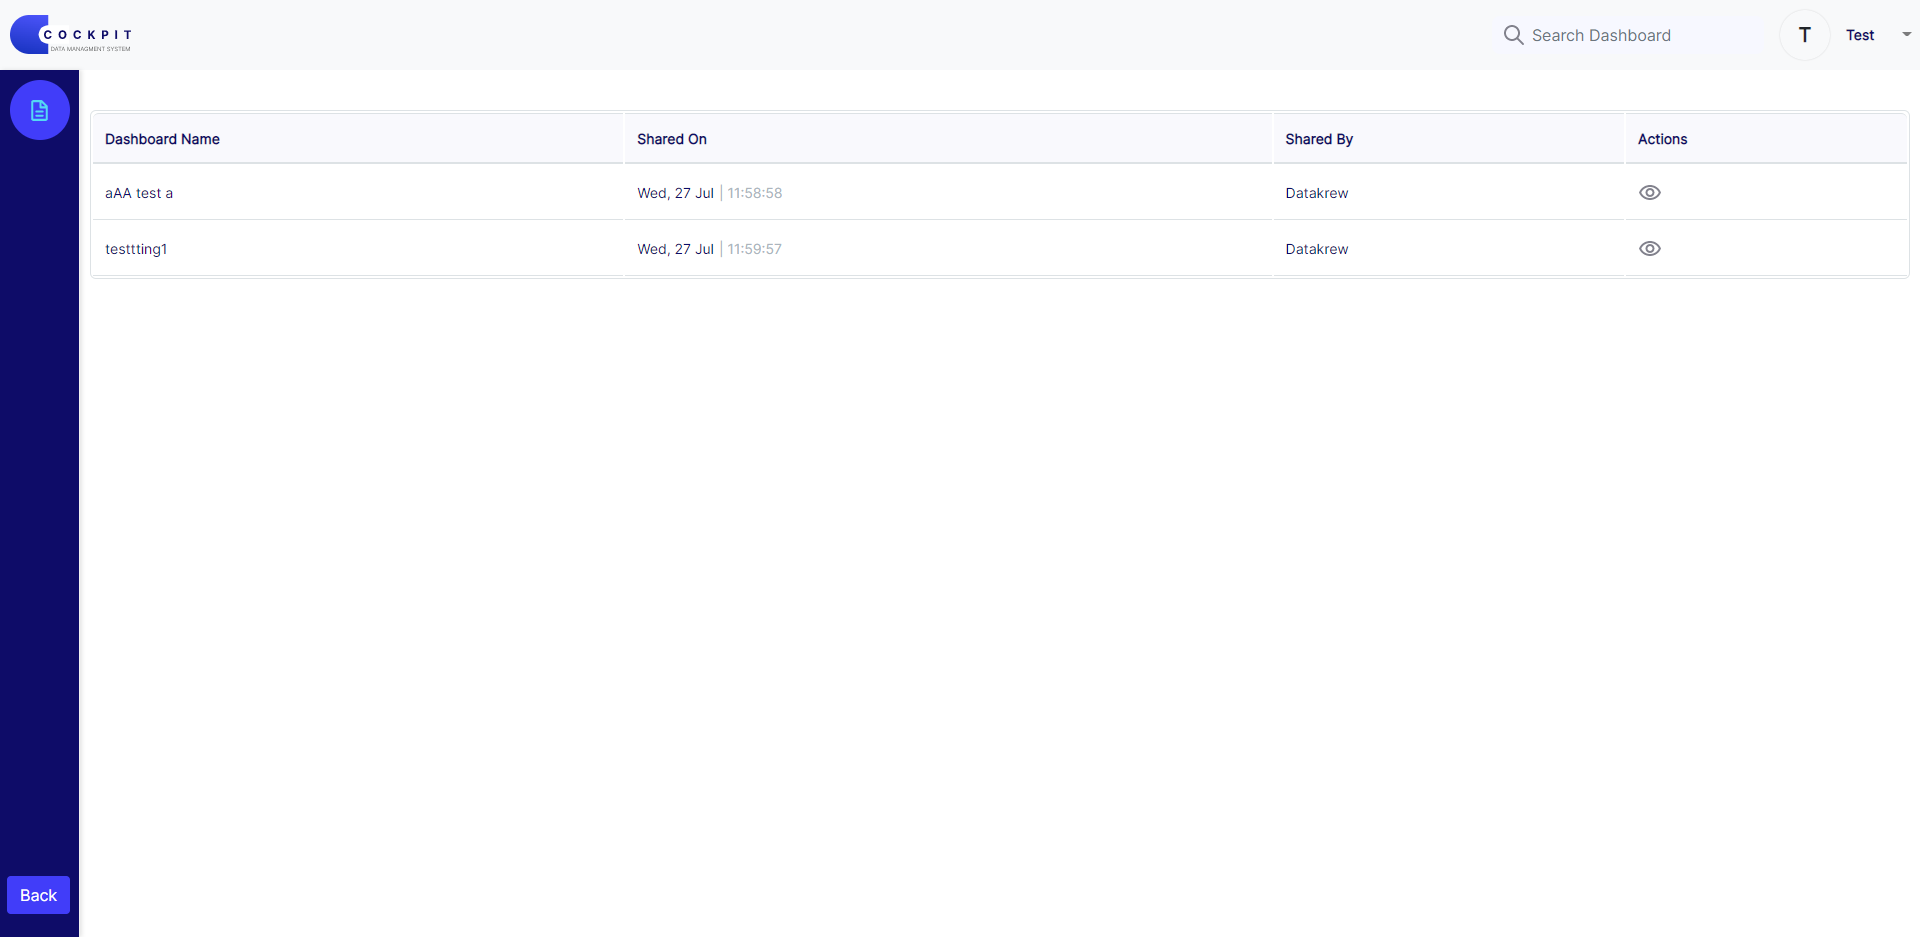 COCKPIT
DATA MANAGMENT SYSTEM
Search Dashboard
T
Test
Dashboard Name Shared On Shared By Actions
aAA test a Wed, 27 Jul | 11:58:58 Datakrew
testtting1 Wed, 27 Jul | 11:59:57 Datakrew
Back